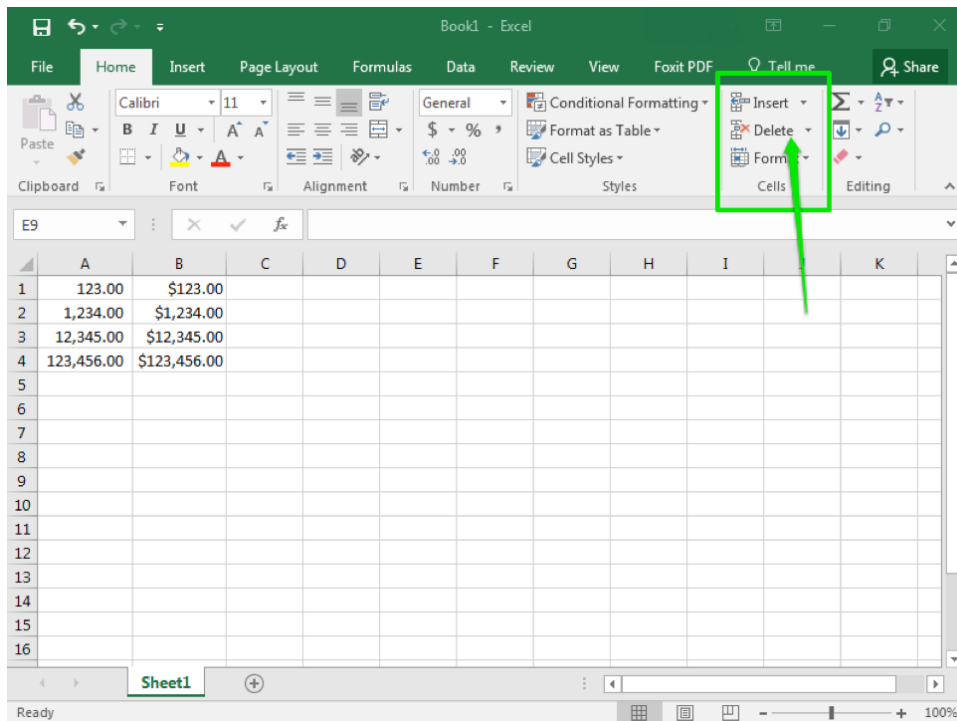 Book1 - Excel
File Home Insert Page Layout Formulas Data Review View Foxit PDF Tell me Share
Calibri 11 General Conditional Formatting Insert
Paste B I U A A $ % , Format as Table Delete
A .00 .0 Cell Styles Format
Clipboard Font Alignment Number Styles Cells Editing
E9 fx
A B C D E F G H I J K
1 123.00 $123.00
2 1,234.00 $1,234.00
3 12,345.00 $12,345.00
4 123,456.00 $123,456.00
5
6
7
8
9
10
11
12
13
14
15
16
Sheet1
Ready 100%